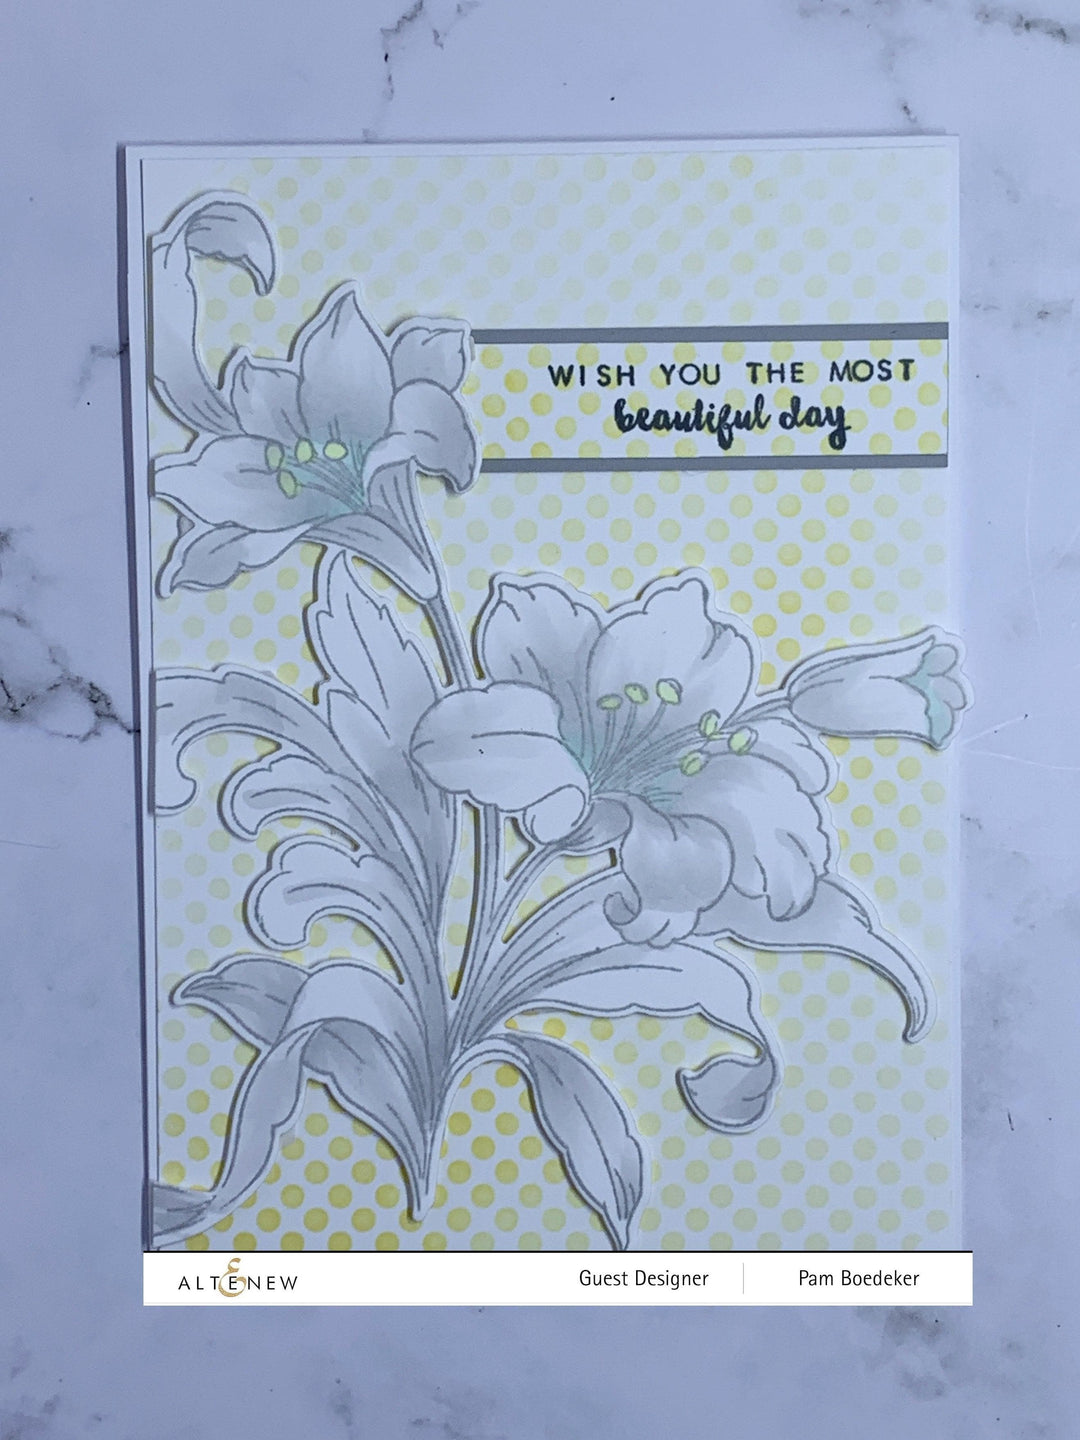 WISH YOU THE MOST
beautiful day
ALTENEW
Guest Designer
Pam Boedeker